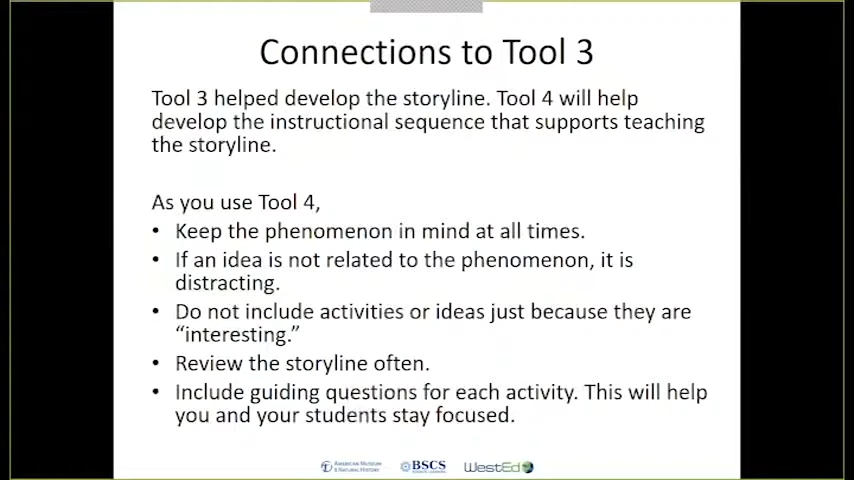 Connections to Tool 3
Tool 3 helped develop the storyline. Tool 4 will help
develop the instructional sequence that supports teaching
the storyline.
As you use Tool 4,
• Keep the phenomenon in mind at all times.
• If an idea is not related to the phenomenon, it is
distracting.
• Do not include activities or ideas just because they are
“interesting.”
• Review the storyline often.
• Include guiding questions for each activity. This will help
you and your students stay focused.
American Museum
& Natural History
BSCS
WestEd